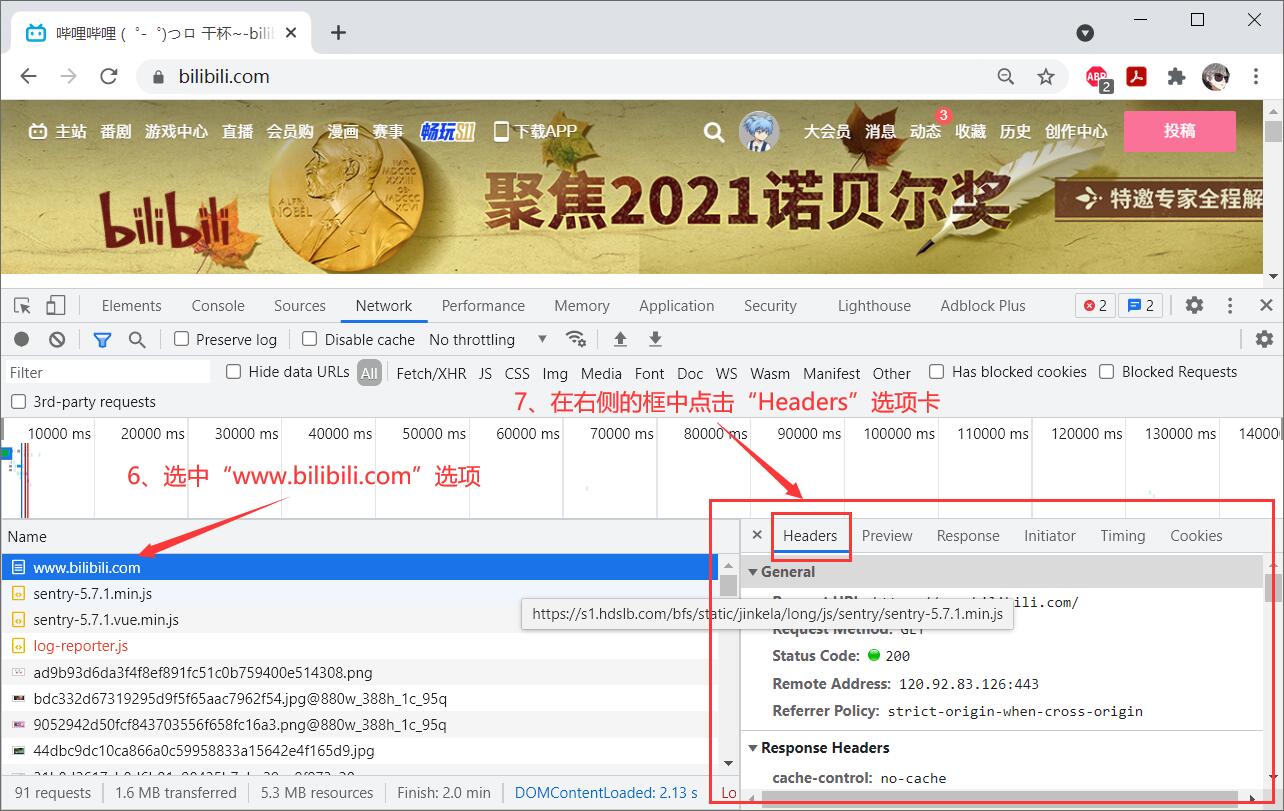 哔哩哔哩 (゜-゜)つロ 干杯~-bili
bilibili.com
ABP 2
主站 番剧 游戏中心 直播 会员购 漫画 赛事 畅玩S11 下载APP 大会员 消息 动态 3 收藏 历史 创作中心 投稿
bilibili
ALFR. NOBEL
NAT. MDCCC XXXIII OB. MDCCC XCVI
聚焦2021诺贝尔奖
特邀专家全程解
Elements Console Sources Network Performance Memory Application Security Lighthouse Adblock Plus 2 2
Preserve log Disable cache No throttling
Filter Hide data URLs All Fetch/XHR JS CSS Img Media Font Doc WS Wasm Manifest Other Has blocked cookies Blocked Requests
3rd-party requests
7、在右侧的框中点击“Headers”选项卡
10000 ms 20000 ms 30000 ms 40000 ms 50000 ms 60000 ms 70000 ms 80000 ms 90000 ms 100000 ms 110000 ms 120000 ms 130000 ms 14000
6、选中“www.bilibili.com”选项
Name
www.bilibili.com
sentry-5.7.1.min.js
sentry-5.7.1.vue.min.js
log-reporter.js
ad9b93d6da3f4f8ef891fc51c0b759400e514308.png
bdc332d67319295d9f5f65aac7962f54.jpg@880w_388h_1c_95q
9052942d50fcf843703556f658fc16a3.png@880w_388h_1c_95q
44dbc9dc10ca866a0c59958833a15642e4f165d9.jpg
Headers Preview Response Initiator Timing Cookies
General
https://s1.hdslb.com/bfs/static/jinkela/long/js/sentry/sentry-5.7.1.min.js
Request Method: GET
Status Code: 200
Remote Address: 120.92.83.126:443
Referrer Policy: strict-origin-when-cross-origin
Response Headers
cache-control: no-cache
91 requests 1.6 MB transferred 5.3 MB resources Finish: 2.0 min DOMContentLoaded: 2.13 s Lo